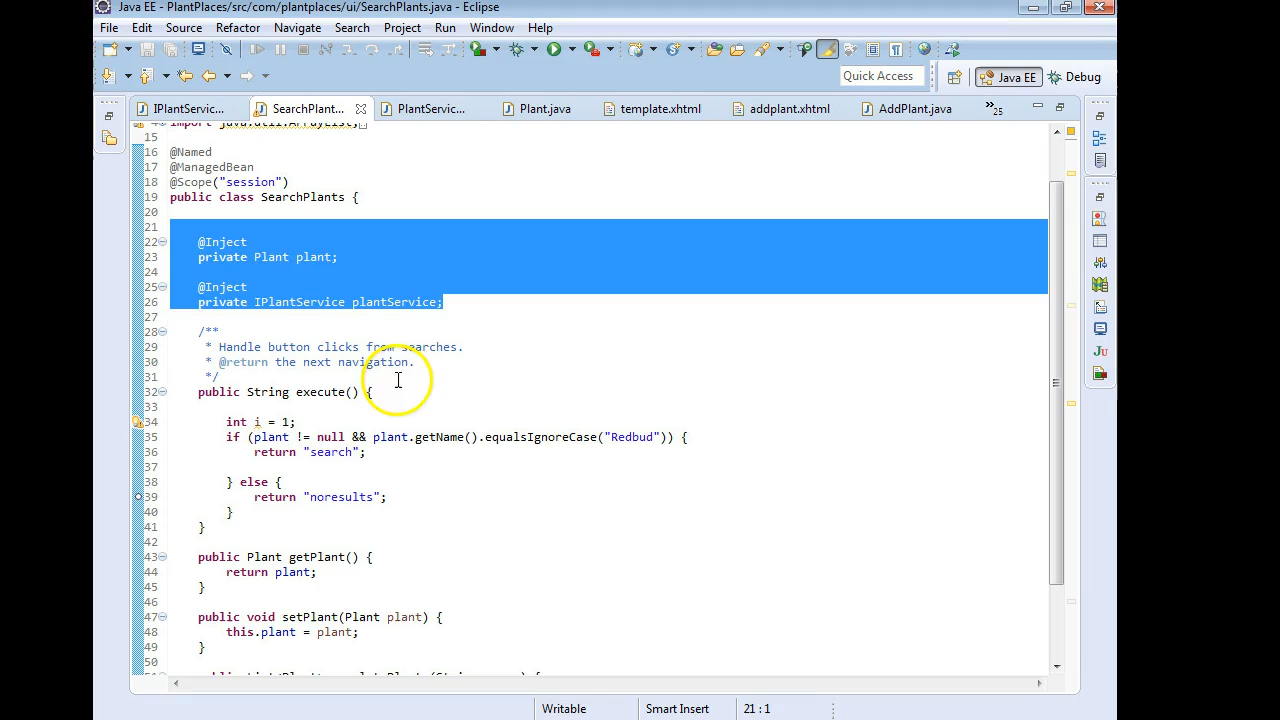 Java EE - PlantPlaces/src/com/plantplaces/ui/SearchPlants.java - Eclipse
File Edit Source Refactor Navigate Search Project Run Window Help
Quick Access Java EE Debug
IPlantServic... SearchPlant... PlantServic... Plant.java template.xhtml addplant.xhtml AddPlant.java »25
import java.util.ArrayList;
15
16 @Named
17 @ManagedBean
18 @Scope("session")
19 public class SearchPlants {
20
21
22 @Inject
23 private Plant plant;
24
25 @Inject
26 private IPlantService plantService;
27
28 /**
29 * Handle button clicks from searches.
30 * @return the next navigation.
31 */
32 public String execute() {
33
34 int i = 1;
35 if (plant != null && plant.getName().equalsIgnoreCase("Redbud")) {
36 return "search";
37
38 } else {
39 return "noresults";
40 }
41 }
42
43 public Plant getPlant() {
44 return plant;
45 }
46
47 public void setPlant(Plant plant) {
48 this.plant = plant;
49 }
50
Writable Smart Insert 21 : 1